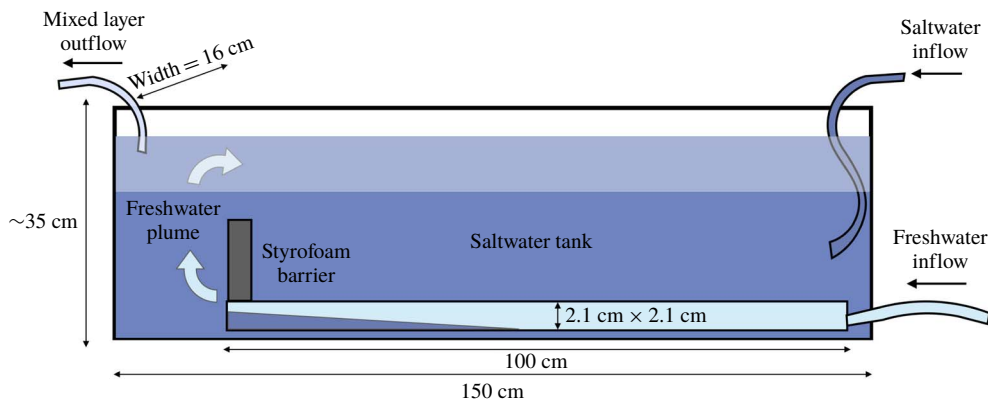 Mixed layer
outflow
Width = 16 cm
Saltwater
inflow
~35 cm
Freshwater
plume
Styrofoam
barrier
Saltwater tank
Freshwater
inflow
2.1 cm × 2.1 cm
100 cm
150 cm